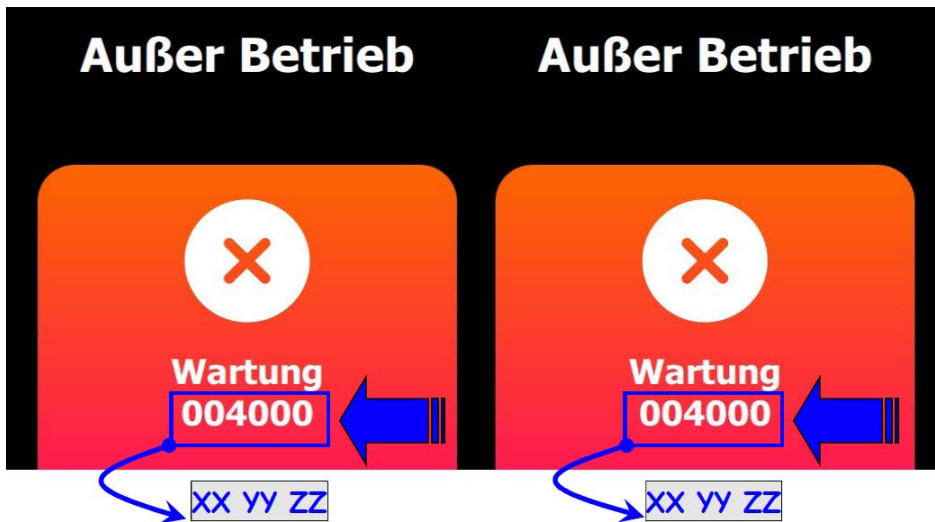 Außer Betrieb
Wartung
004000
XX YY ZZ
Außer Betrieb
Wartung
004000
XX YY ZZ